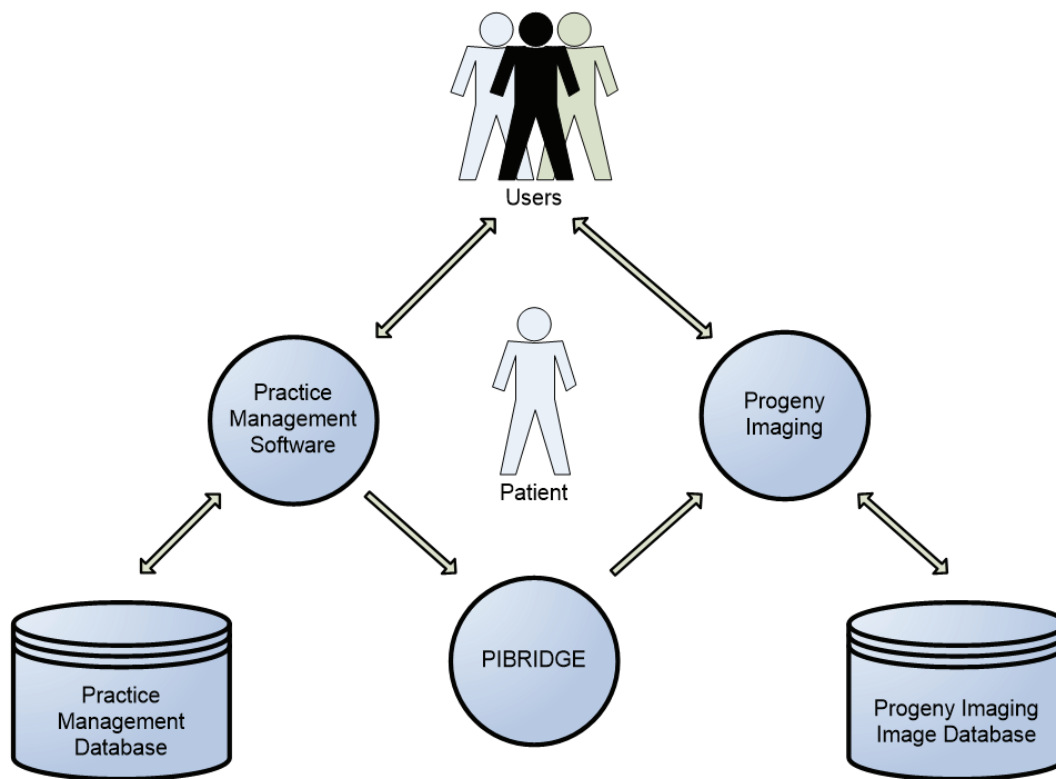 Users
Practice
Management
Software
Progeny
Imaging
Patient
PIBRIDGE
Practice
Management
Database
Progeny Imaging
Image Database